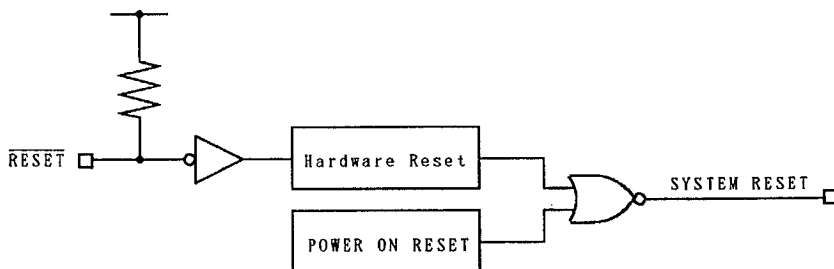 RESET
Hardware Reset
SYSTEM RESET
POWER ON RESET